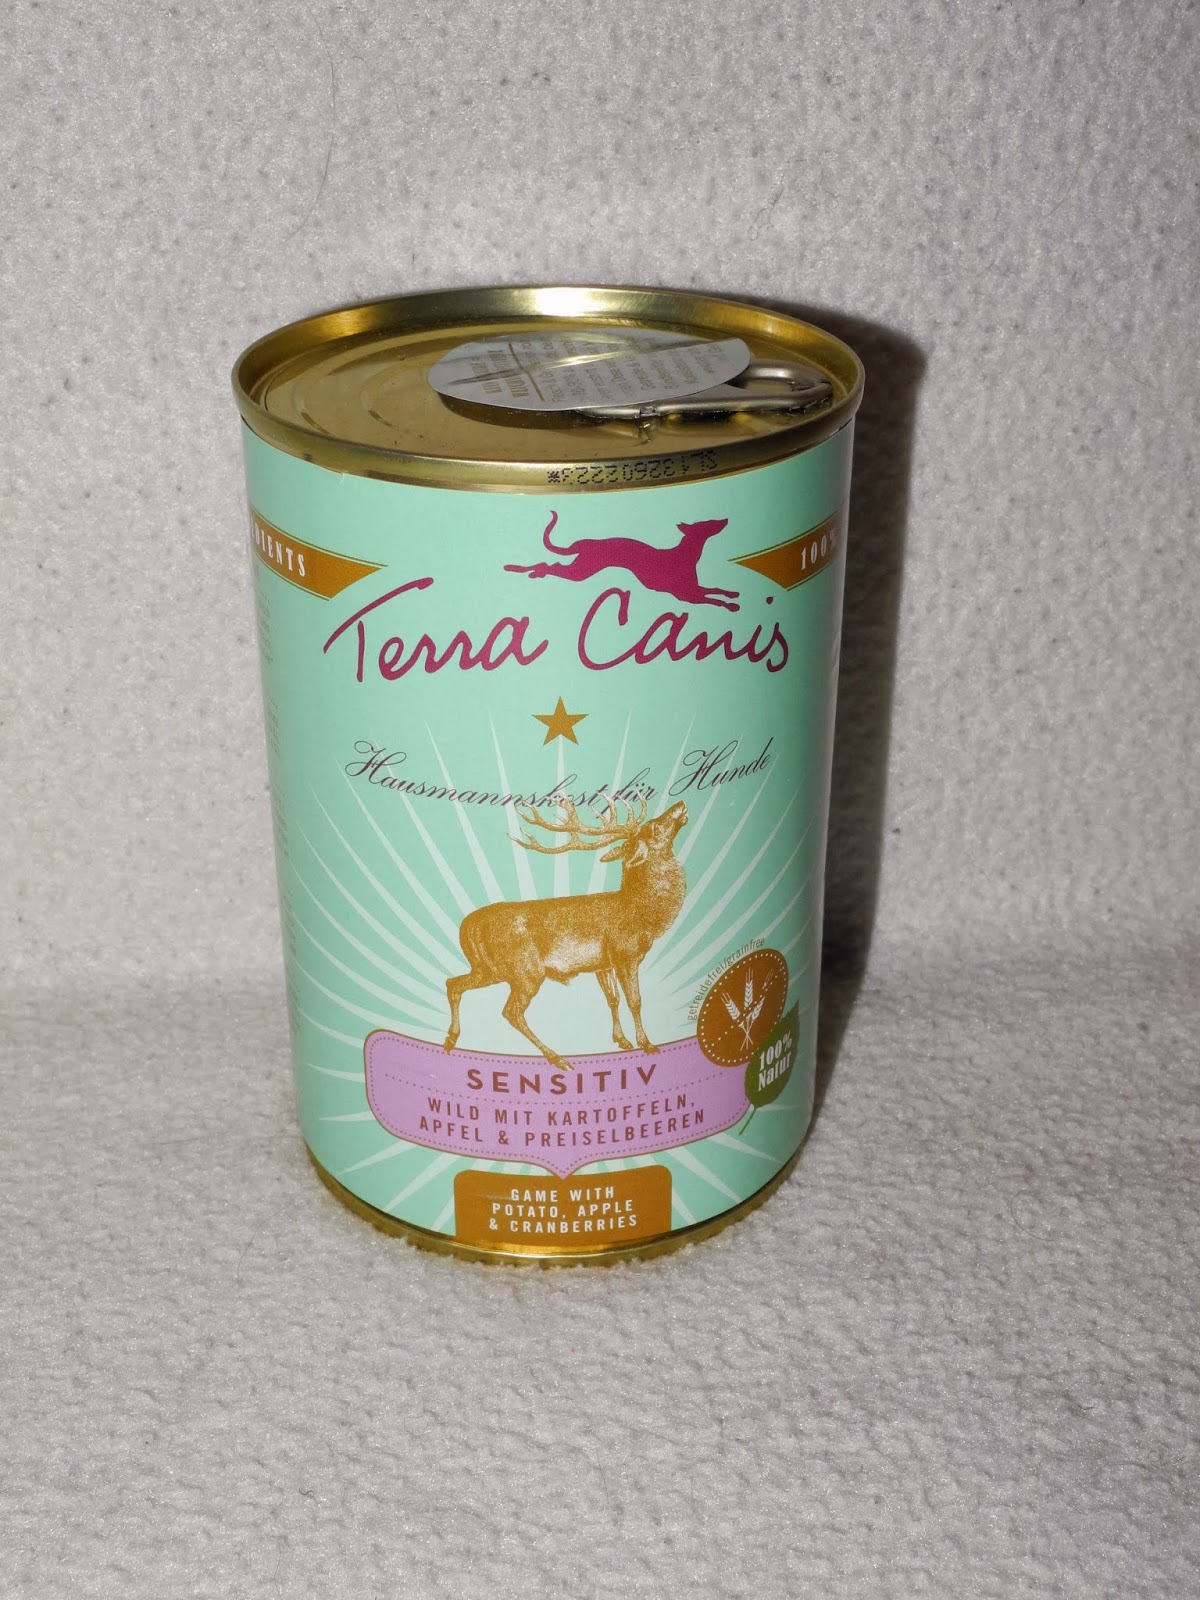 SL132602223*
DIENTS
100%
Terra Canis
Hausmannskost für Hunde
getreidefrei/grainfree
100%
Natur
SENSITIV
WILD MIT KARTOFFELN,
APFEL & PREISELBEEREN
GAME WITH
POTATO, APPLE
& CRANBERRIES